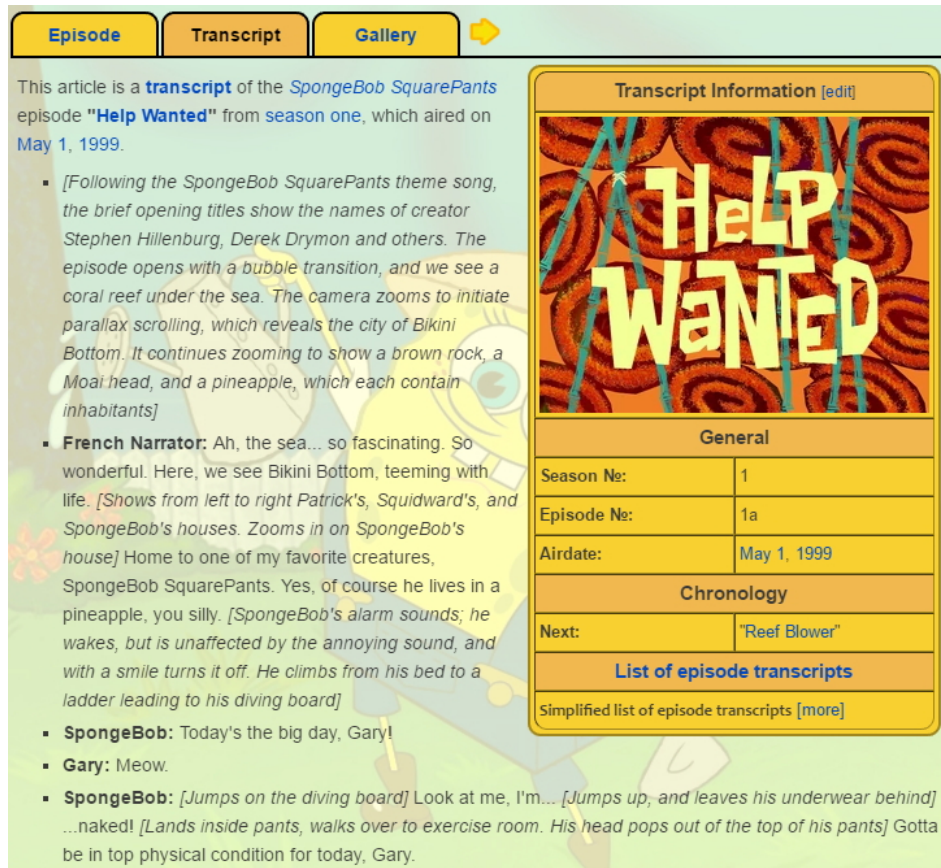 Episode
Transcript
Gallery
This article is a transcript of the SpongeBob SquarePants
episode "Help Wanted" from season one, which aired on
May 1, 1999.
[Following the SpongeBob SquarePants theme song,
the brief opening titles show the names of creator
Stephen Hillenburg, Derek Drymon and others. The
episode opens with a bubble transition, and we see a
coral reef under the sea. The camera zooms to initiate
parallax scrolling, which reveals the city of Bikini
Bottom. It continues zooming to show a brown rock, a
Moai head, and a pineapple, which each contain
inhabitants]
French Narrator: Ah, the sea... so fascinating. So
wonderful. Here, we see Bikini Bottom, teeming with
life. [Shows from left to right Patrick's, Squidward's, and
SpongeBob's houses. Zooms in on SpongeBob's
house] Home to one of my favorite creatures,
SpongeBob SquarePants. Yes, of course he lives in a
pineapple, you silly. [SpongeBob's alarm sounds; he
wakes, but is unaffected by the annoying sound, and
with a smile turns it off. He climbs from his bed to a
ladder leading to his diving board]
SpongeBob: Today's the big day, Gary!
Gary: Meow.
SpongeBob: [Jumps on the diving board] Look at me, I'm... [Jumps up, and leaves his underwear behind]
...naked! [Lands inside pants, walks over to exercise room. His head pops out of the top of his pants] Gotta
be in top physical condition for today, Gary.
Transcript Information [edit]
HeLP
WaNTED
General
Season №: 1
Episode №: 1a
Airdate: May 1, 1999
Chronology
Next: "Reef Blower"
List of episode transcripts
Simplified list of episode transcripts [more]